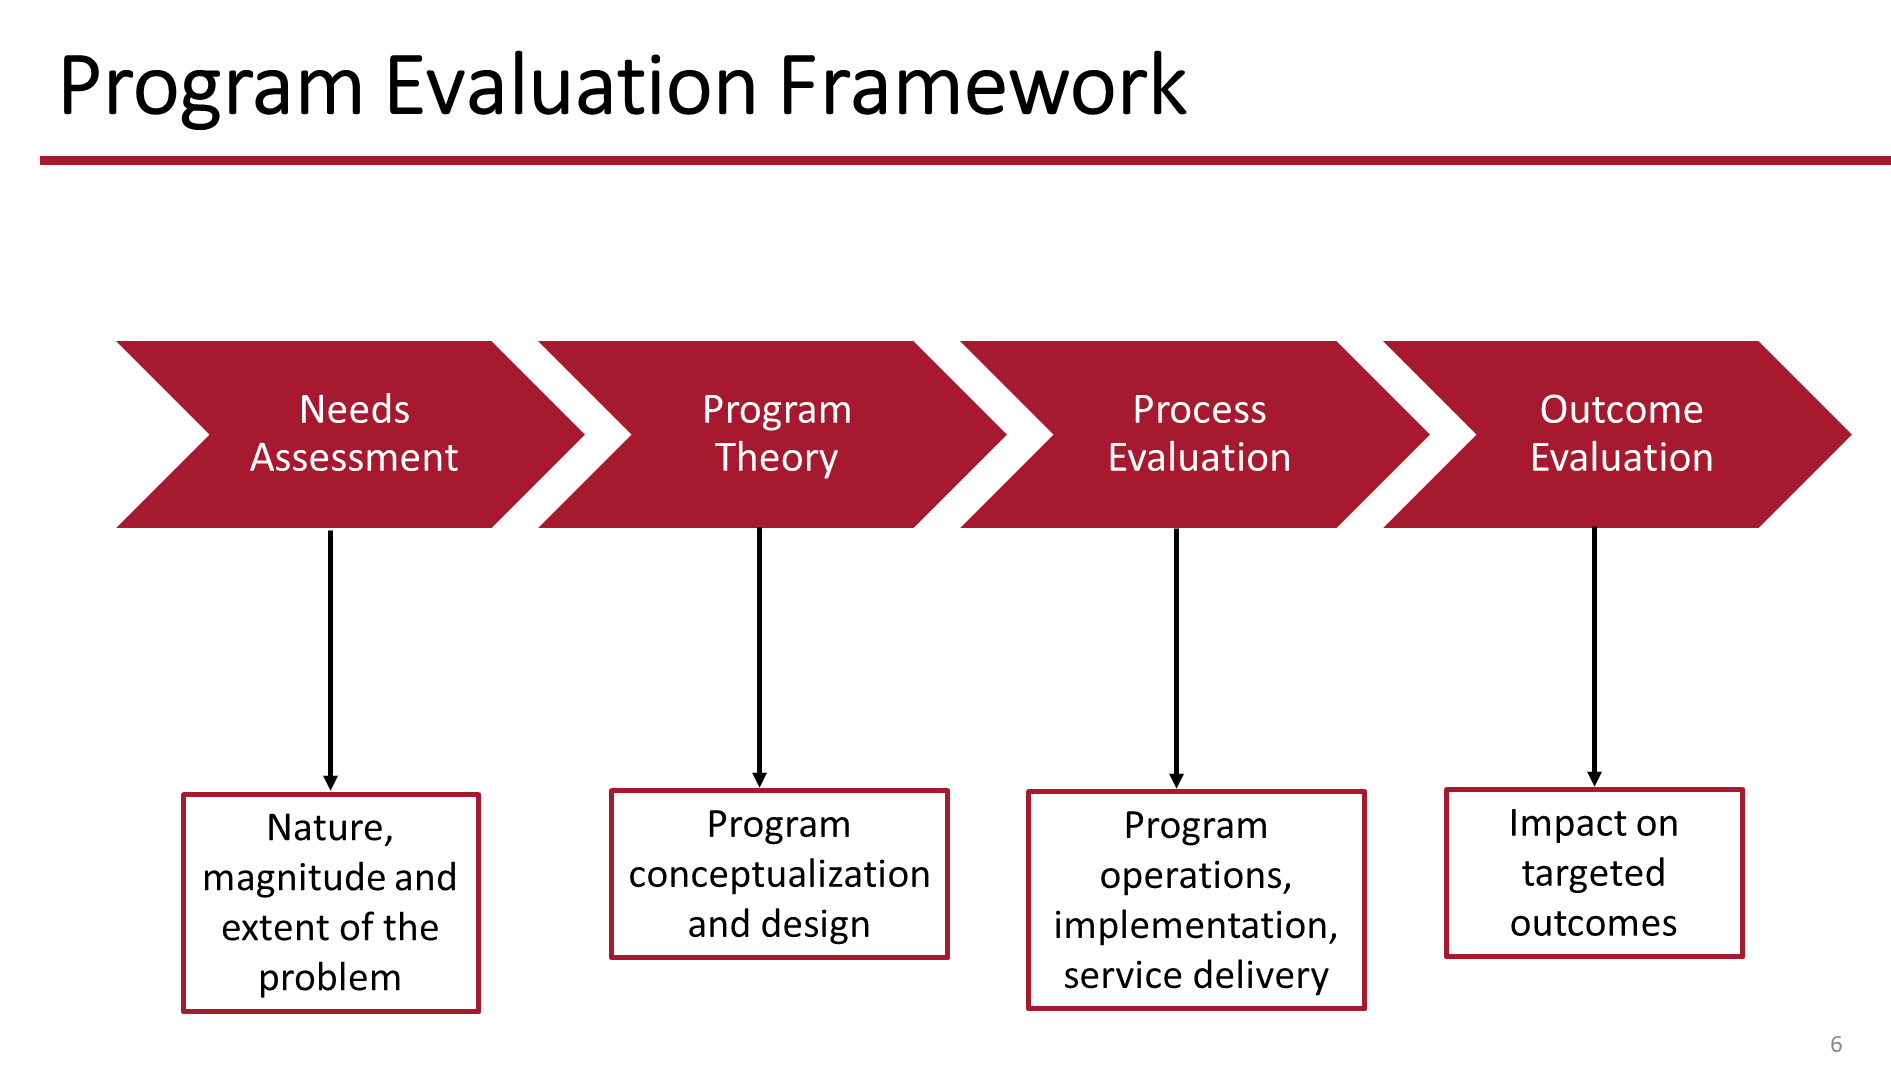 Program Evaluation Framework
Needs
Assessment
Program
Theory
Process
Evaluation
Outcome
Evaluation
Nature,
magnitude and
extent of the
problem
Program
conceptualization
and design
Program
operations,
implementation,
service delivery
Impact on
targeted
outcomes
6